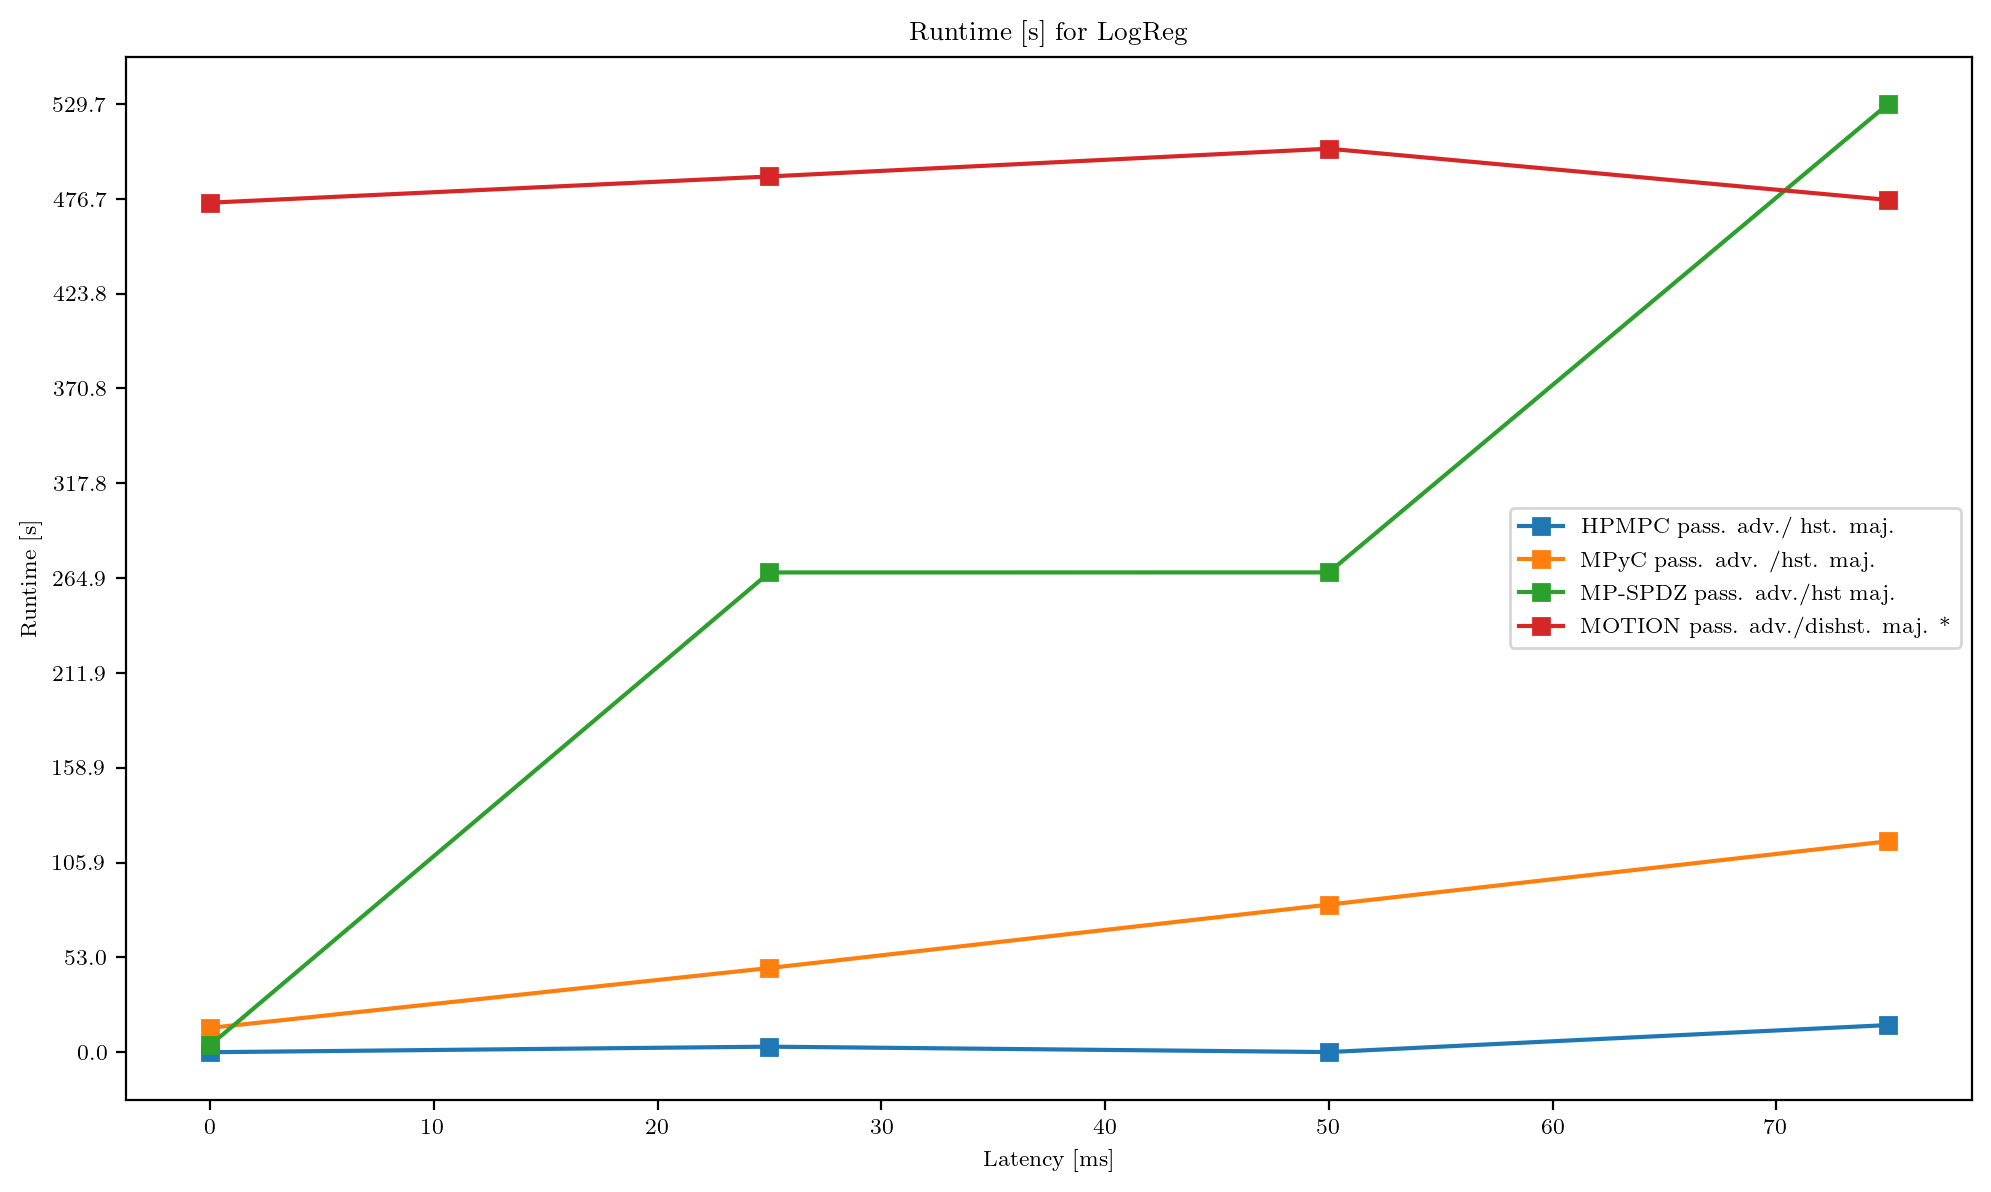 Runtime [s] for LogReg
529.7
476.7
423.8
370.8
317.8
264.9
211.9
158.9
105.9
53.0
0.0
Runtime [s]
HPMPC pass. adv./ hst. maj.
MPyC pass. adv. /hst. maj.
MP-SPDZ pass. adv./hst maj.
MOTION pass. adv./dishst. maj. *
0 10 20 30 40 50 60 70
Latency [ms]